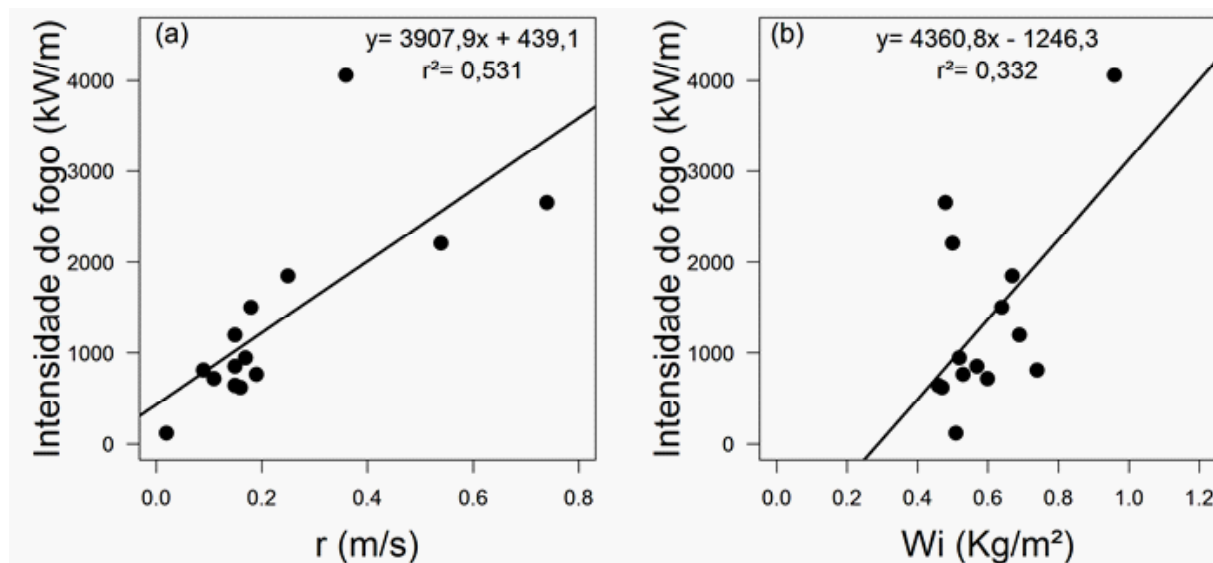 (a)
y= 3907,9x + 439,1
r²= 0,531
Intensidade do fogo (kW/m)
4000
3000
2000
1000
0
0.0 0.2 0.4 0.6 0.8
r (m/s)
(b)
y= 4360,8x - 1246,3
r²= 0,332
Intensidade do fogo (kW/m)
4000
3000
2000
1000
0
0.0 0.2 0.4 0.6 0.8 1.0 1.2
Wi (Kg/m²)